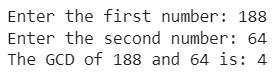 Enter the first number: 188
Enter the second number: 64
The GCD of 188 and 64 is: 4